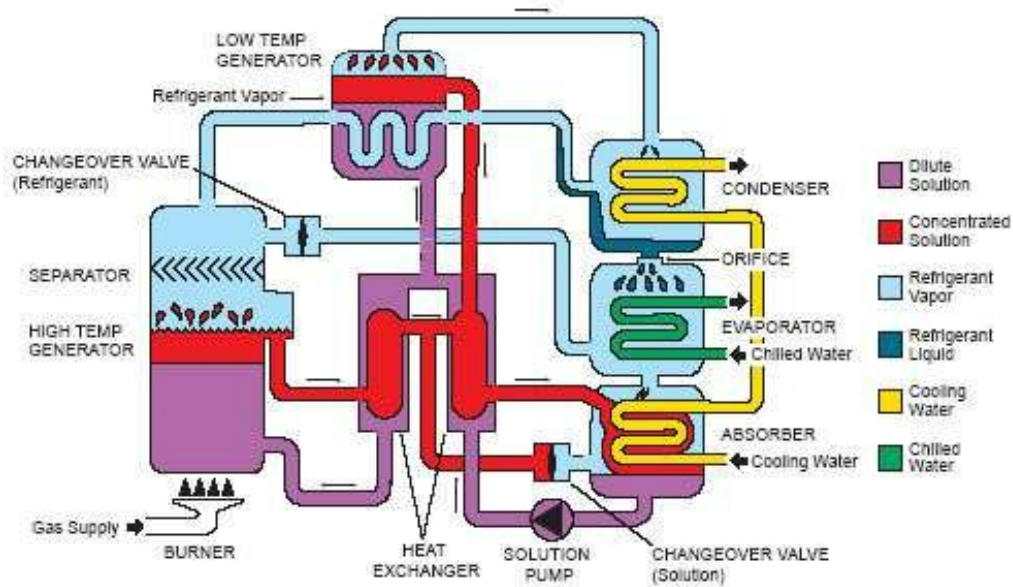 LOW TEMP
GENERATOR
Refrigerant Vapor
CHANGEOVER VALVE
(Refrigerant)
SEPARATOR
HIGH TEMP
GENERATOR
Gas Supply
BURNER
HEAT
EXCHANGER
SOLUTION
PUMP
CHANGEOVER VALVE
(Solution)
CONDENSER
ORIFICE
EVAPORATOR
Chilled Water
ABSORBER
Cooling Water
Dilute
Solution
Concentrated
Solution
Refrigerant
Vapor
Refrigerant
Liquid
Cooling
Water
Chilled
Water